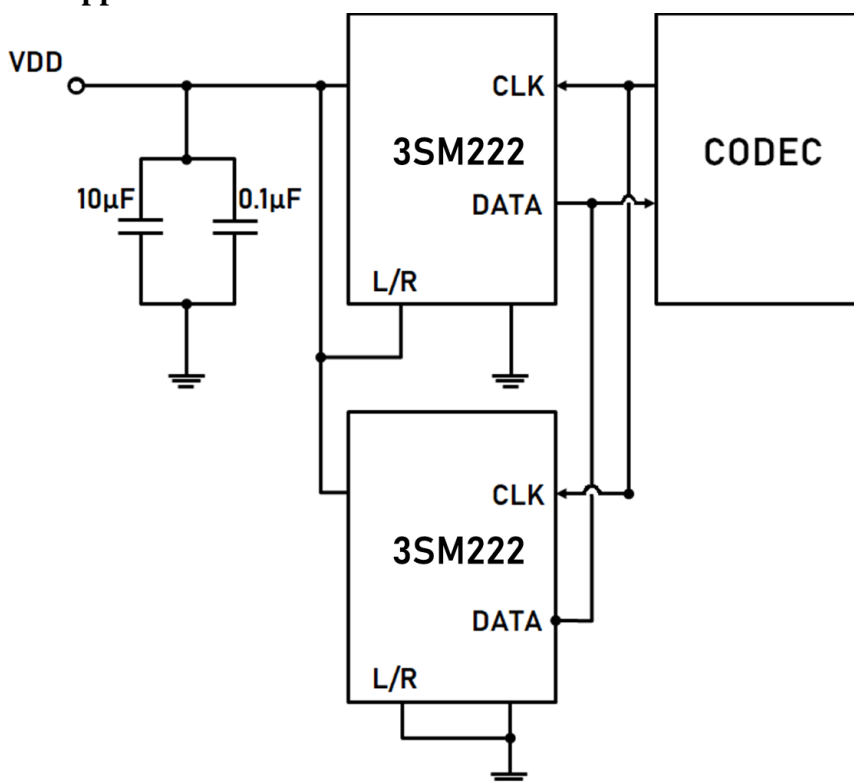 VDD
CLK
3SM222
CODEC
10µF
0.1µF
DATA
L/R
CLK
3SM222
DATA
L/R